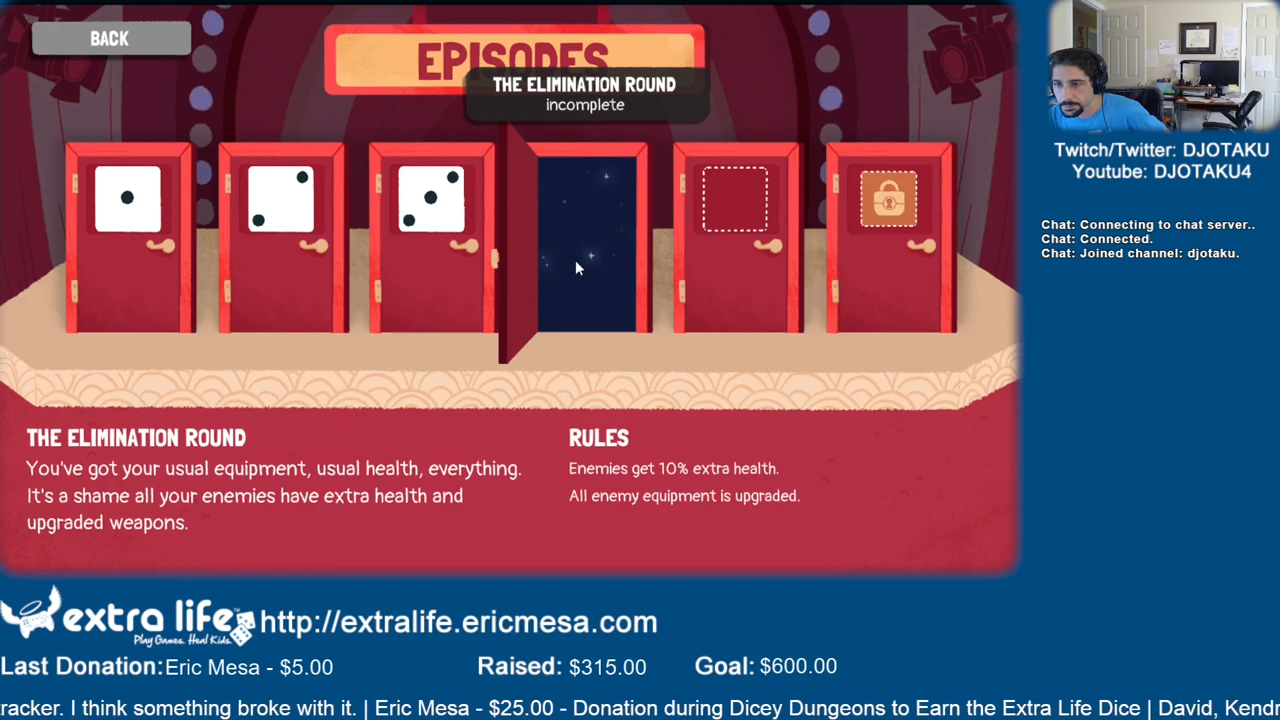 BACK
EPISODES
THE ELIMINATION ROUND
incomplete
THE ELIMINATION ROUND
You've got your usual equipment, usual health, everything.
It's a shame all your enemies have extra health and
upgraded weapons.
RULES
Enemies get 10% extra health.
All enemy equipment is upgraded.
Twitch/Twitter: DJOTAKU
Youtube: DJOTAKU4
Chat: Connecting to chat server..
Chat: Connected.
Chat: Joined channel: djotaku.
extra life
Play Games. Heal Kids.
http://extralife.ericmesa.com
Last Donation: Eric Mesa - $5.00 Raised: $315.00 Goal: $600.00
racker. I think something broke with it. | Eric Mesa - $25.00 - Donation during Dicey Dungeons to Earn the Extra Life Dice | David, Kendr